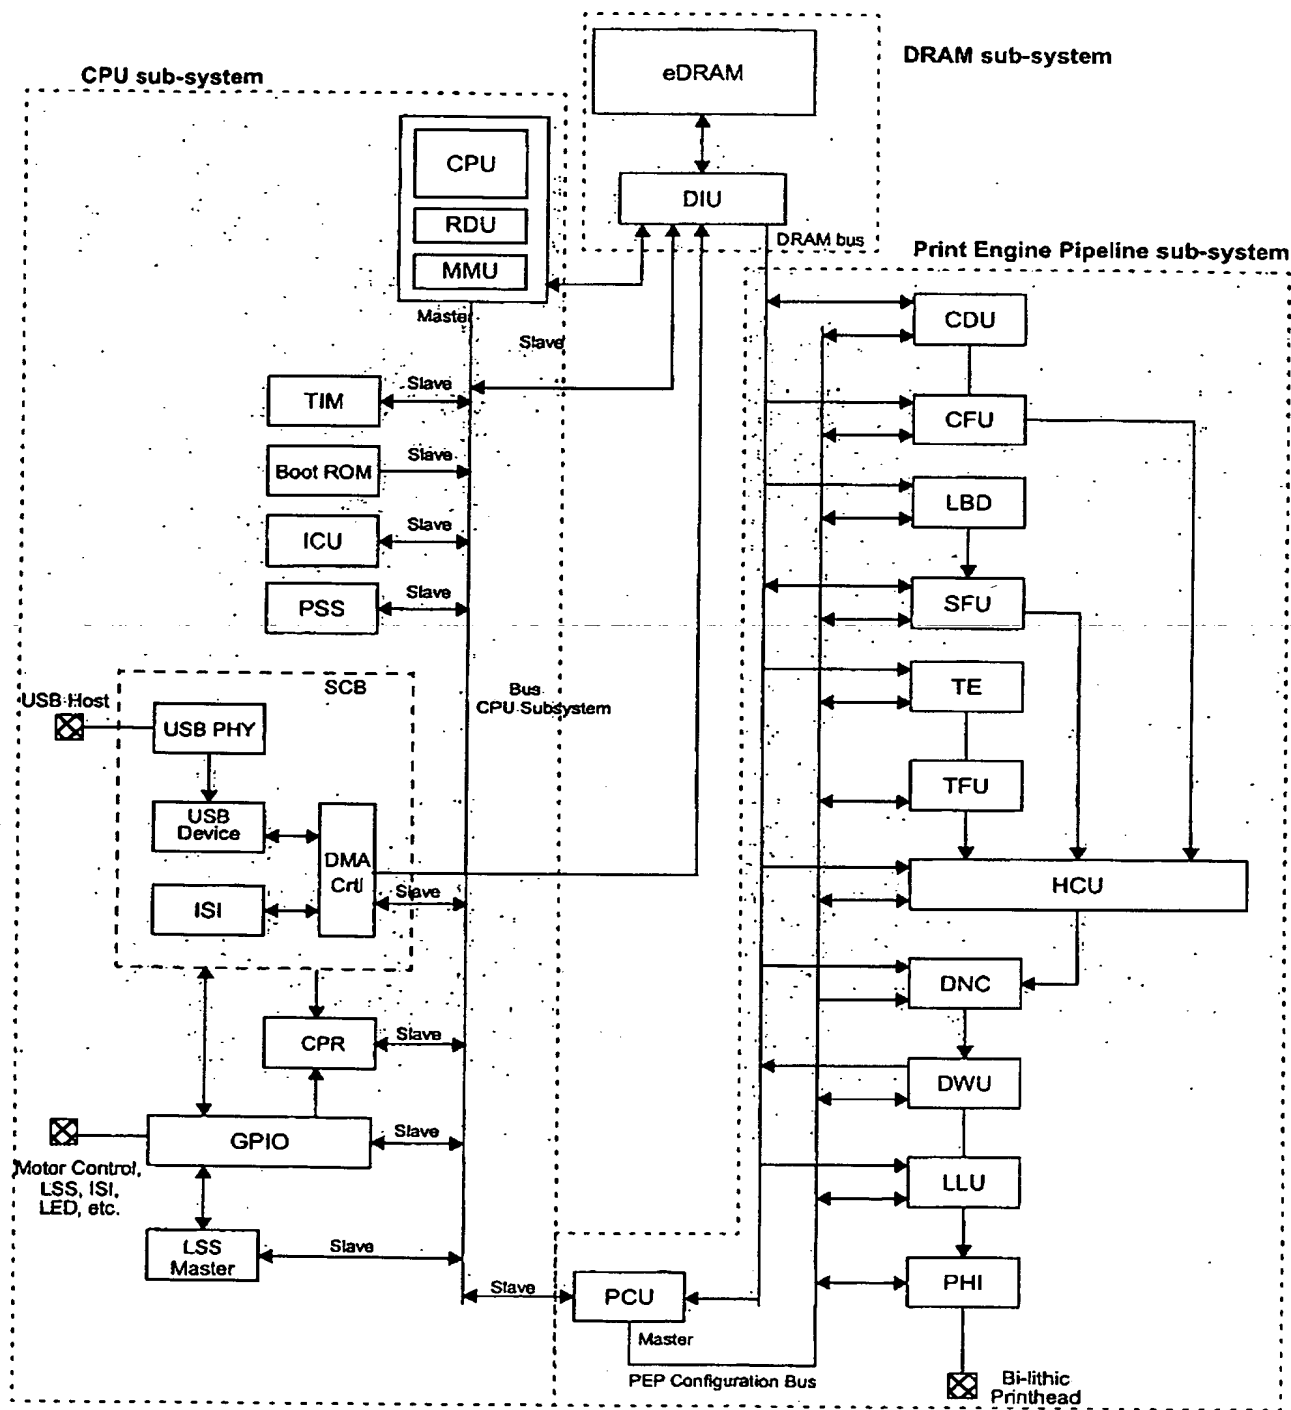 DRAM sub-system
CPU sub-system
eDRAM
CPU
RDU
MMU
Master
DIU
DRAM bus
Print Engine Pipeline sub-system
Slave
TIM
Slave
Boot ROM
Slave
ICU
Slave
PSS
Slave
SCB
USB Host
USB PHY
Bus
CPU Subsystem
USB
Device
DMA
Crtl
Slave
ISI
CPR
Slave
GPIO
Slave
Motor Control,
LSS, ISI,
LED, etc.
LSS
Master
Slave
Slave
PCU
Master
PEP Configuration Bus
CDU
CFU
LBD
SFU
TE
TFU
HCU
DNC
DWU
LLU
PHI
Bi-lithic
Printhead